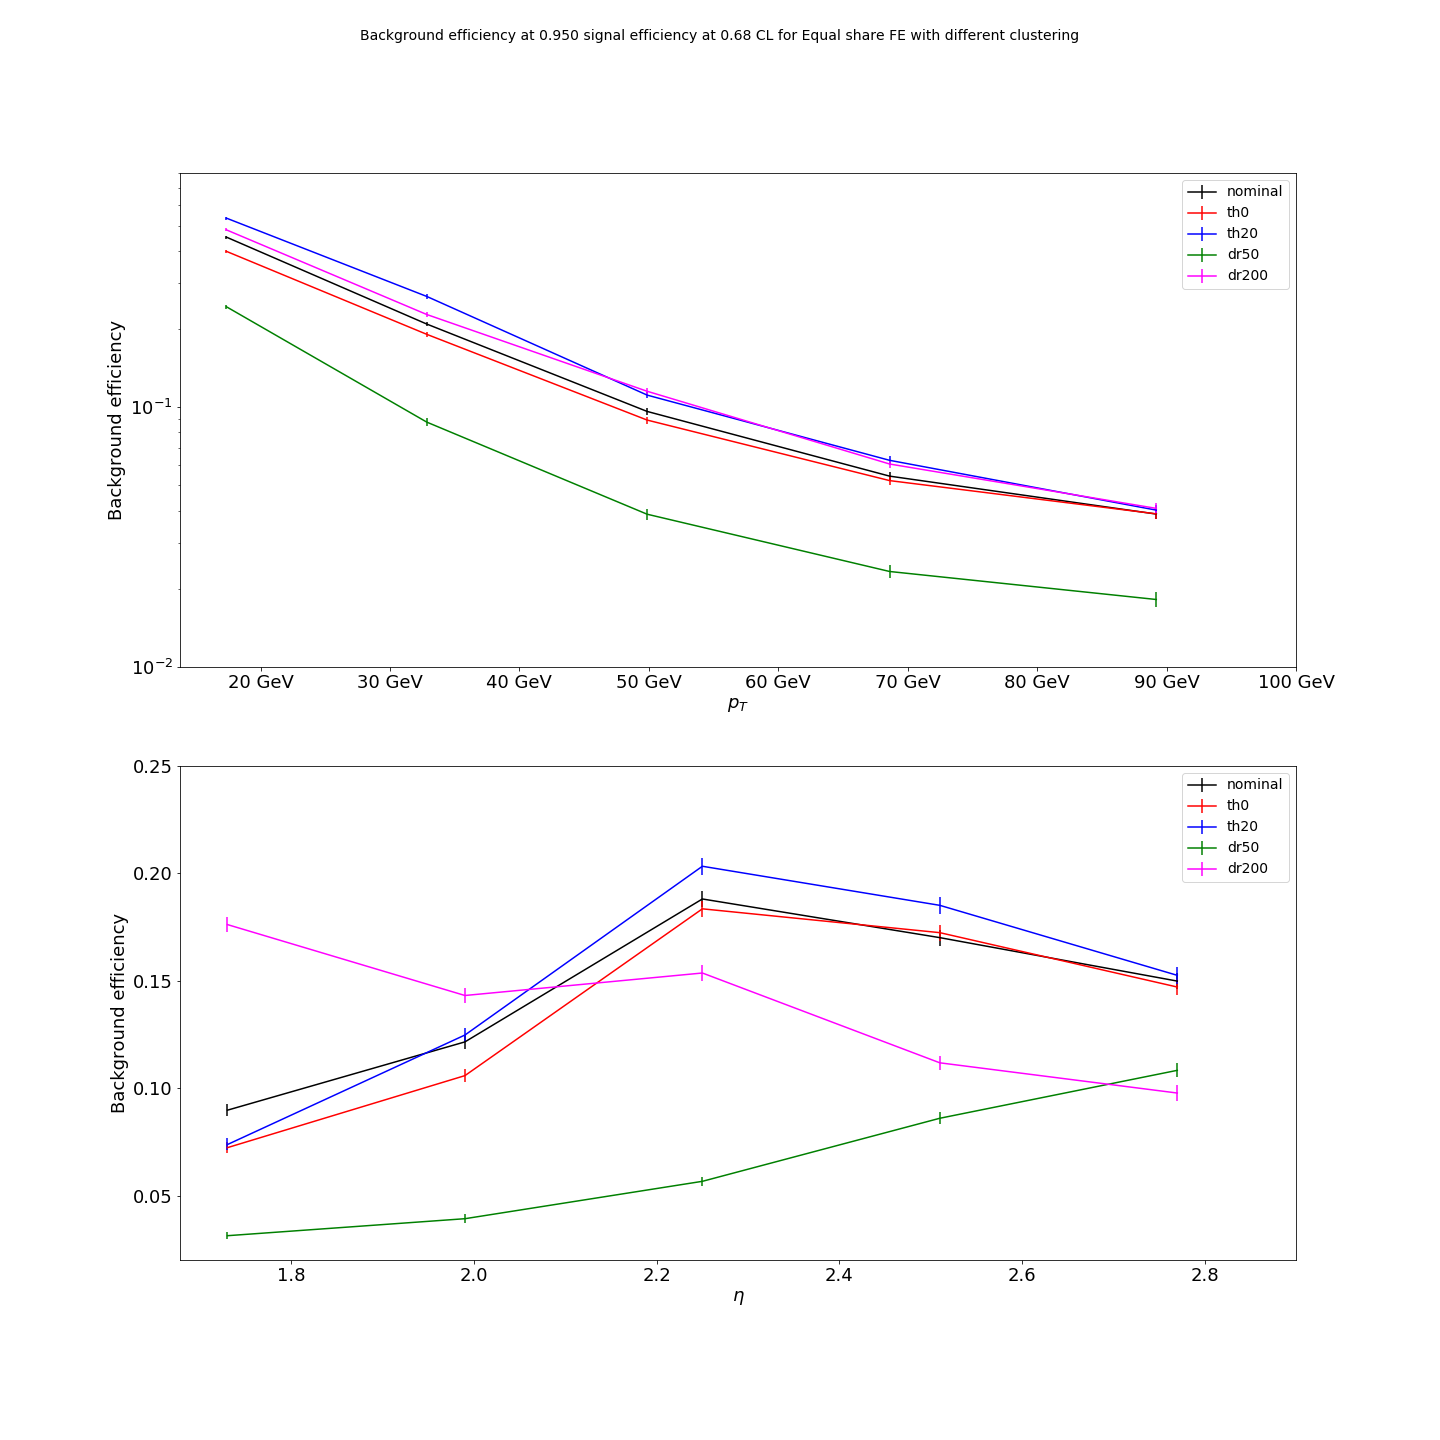 Background efficiency at 0.950 signal efficiency at 0.68 CL for Equal share FE with different clustering
nominal
th0
th20
dr50
dr200
Background efficiency
10⁻¹
10⁻²
20 GeV 30 GeV 40 GeV 50 GeV 60 GeV 70 GeV 80 GeV 90 GeV 100 GeV
p_T
0.25
0.20
0.15
0.10
0.05
nominal
th0
th20
dr50
dr200
Background efficiency
1.8 2.0 2.2 2.4 2.6 2.8
η